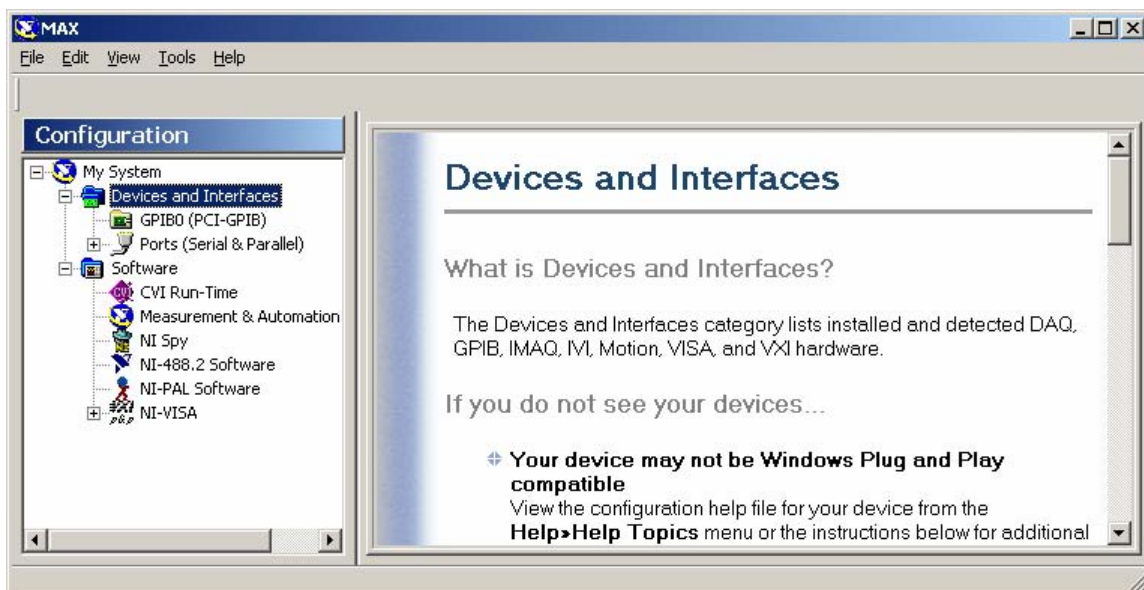 MAX
File Edit View Tools Help
Configuration
My System
Devices and Interfaces
GPIB0 (PCI-GPIB)
Ports (Serial & Parallel)
Software
CVI Run-Time
Measurement & Automation
NI Spy
NI-488.2 Software
NI-PAL Software
NI-VISA
Devices and Interfaces
What is Devices and Interfaces?
The Devices and Interfaces category lists installed and detected DAQ,
GPIB, IMAQ, IVI, Motion, VISA, and VXI hardware.
If you do not see your devices...
Your device may not be Windows Plug and Play
compatible
View the configuration help file for your device from the
Help»Help Topics menu or the instructions below for additional